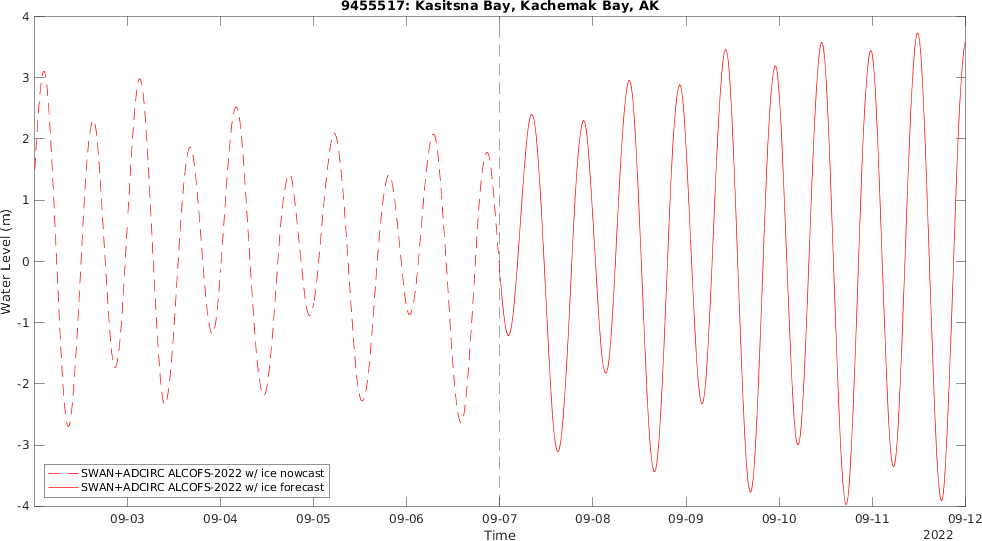 9455517: Kasitsna Bay, Kachemak Bay, AK
4
3
2
1
0
-1
-2
-3
-4
Water Level (m)
SWAN+ADCIRC ALCOFS-2022 w/ ice nowcast
SWAN+ADCIRC ALCOFS-2022 w/ ice forecast
09-03 09-04 09-05 09-06 09-07 09-08 09-09 09-10 09-11 09-12
Time
2022